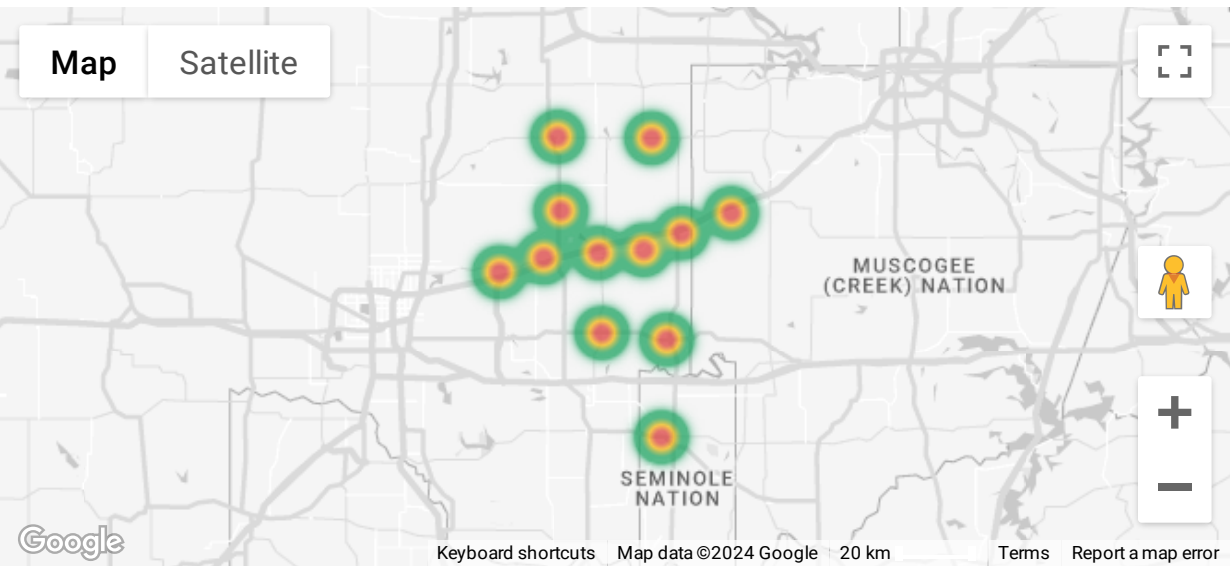 Map
Satellite
MUSCOGEE
(CREEK) NATION
SEMINOLE
NATION
Google
Keyboard shortcuts
Map data ©2024 Google
20 km
Terms
Report a map error